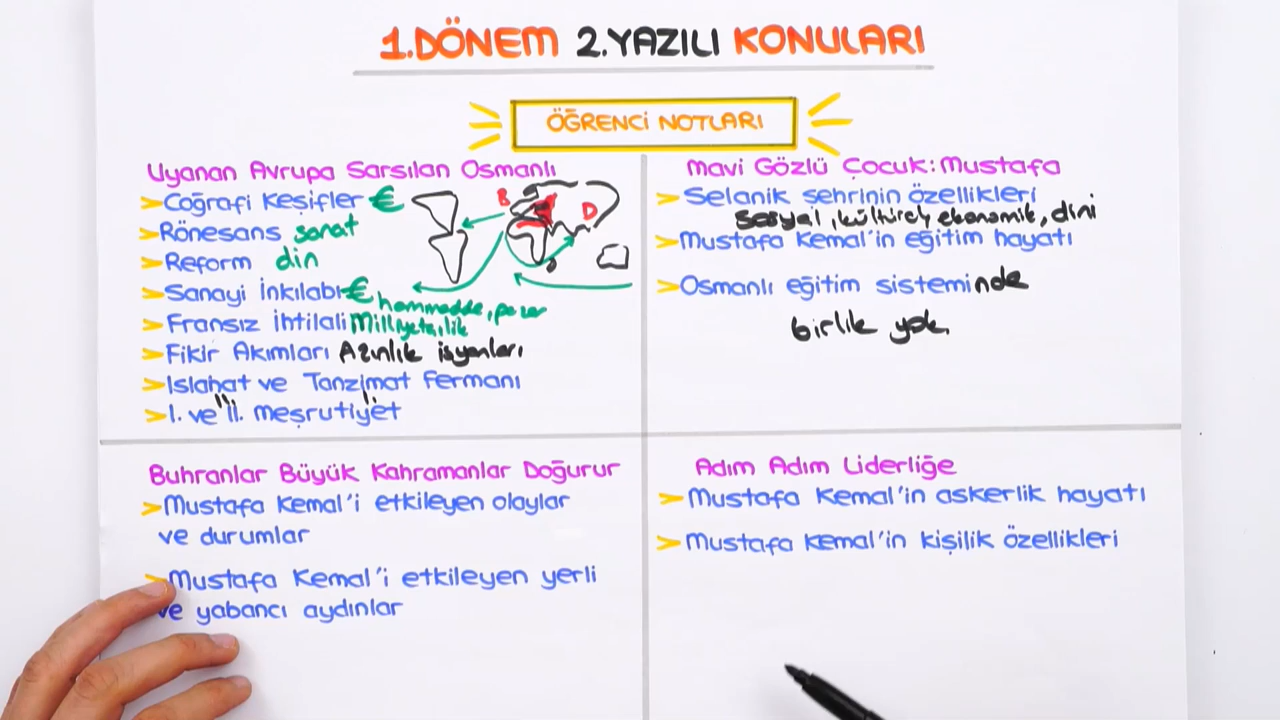 1.DÖNEM 2.YAZILI KONULARI
ÖĞRENCİ NOTLARI
Uyanan Avrupa Sarsılan Osmanlı
➤Coğrafi Keşifler €
➤Rönesans sanat
➤Reform din
➤Sanayi İnkılabı € hammadde, pazar
➤Fransız İhtilali Milliyetçilik
➤Fikir Akımları Azınlık isyanları
➤Islahat ve Tanzimat Fermanı
➤I. ve II. Meşrutiyet
B
D
Mavi Gözlü Çocuk: Mustafa
➤Selanik şehrinin özellikleri
sosyal, kültürel, ekonomik, dini
➤Mustafa Kemal'in eğitim hayatı
➤Osmanlı eğitim sisteminde
birlik yok.
Buhranlar Büyük Kahramanlar Doğurur
➤Mustafa Kemal'i etkileyen olaylar
ve durumlar
➤Mustafa Kemal'i etkileyen yerli
ve yabancı aydınlar
Adım Adım Liderliğe
➤Mustafa Kemal'in askerlik hayatı
➤Mustafa Kemal'in kişilik özellikleri